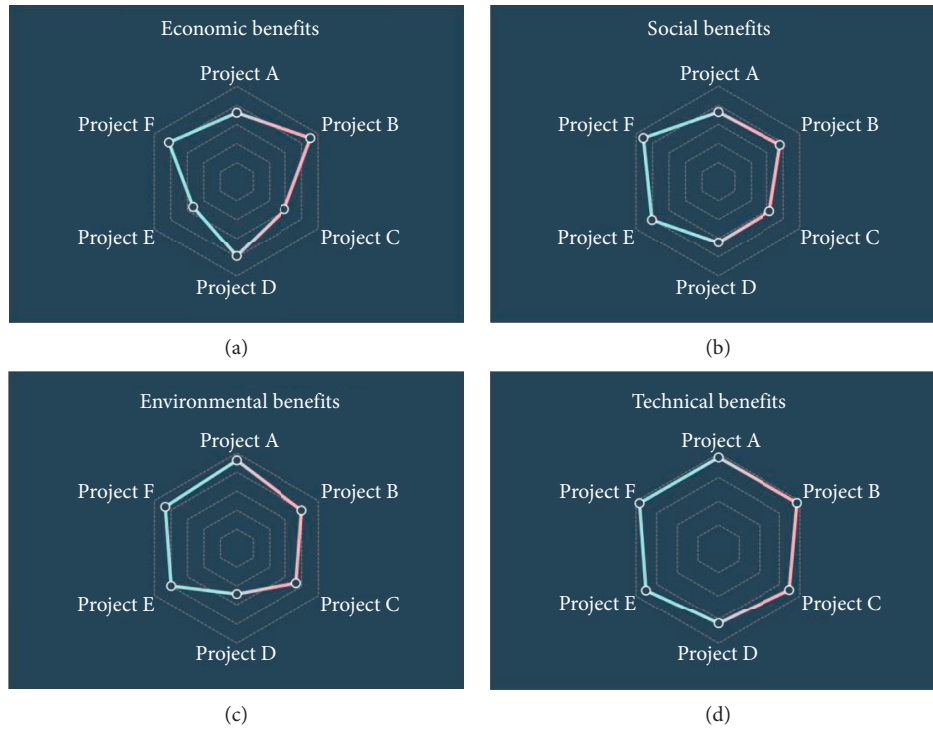 Economic benefits
Project A
Project B
Project C
Project D
Project E
Project F
(a)
Social benefits
Project A
Project B
Project C
Project D
Project E
Project F
(b)
Environmental benefits
Project A
Project B
Project C
Project D
Project E
Project F
(c)
Technical benefits
Project A
Project B
Project C
Project D
Project E
Project F
(d)